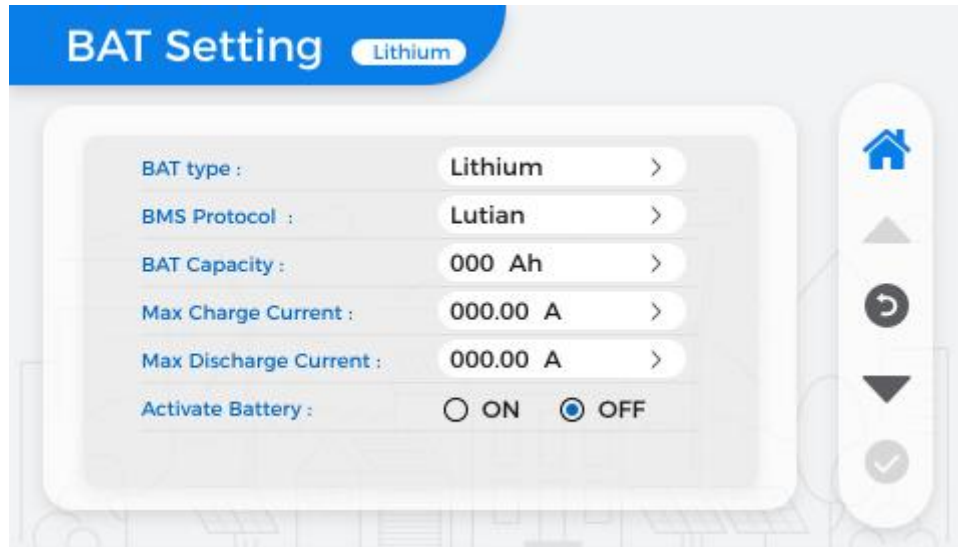 BAT Setting Lithium
BAT type : Lithium
BMS Protocol : Lutian
BAT Capacity : 000 Ah
Max Charge Current : 000.00 A
Max Discharge Current : 000.00 A
Activate Battery : ON OFF